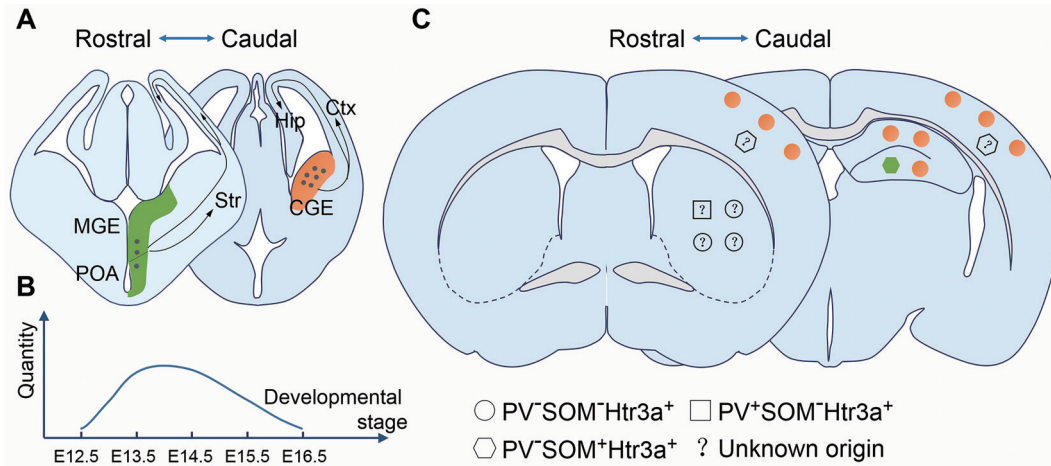 A
Rostral Caudal
Hip
Ctx
CGE
Str
MGE
POA
B
Quantity
Developmental
stage
E12.5 E13.5 E14.5 E15.5 E16.5
C
Rostral Caudal
?
?
? ?
? ?
PV⁻SOM⁻Htr3a⁺ PV⁺SOM⁻Htr3a⁺
PV⁻SOM⁺Htr3a⁺ ? Unknown origin